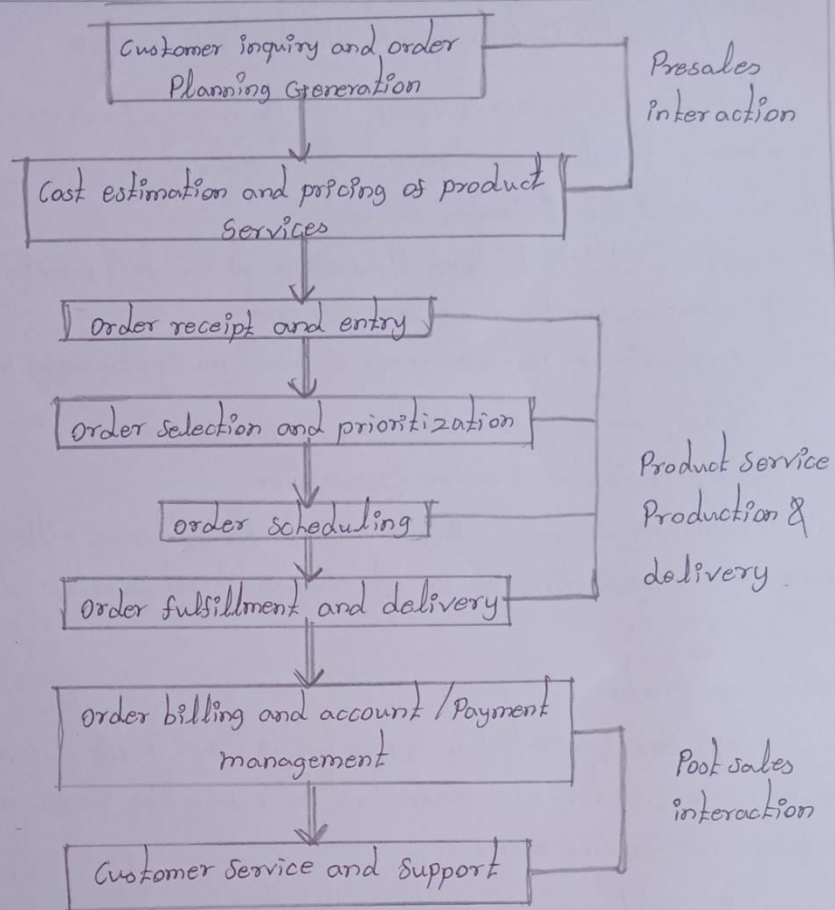 Customer inquiry and order
Planning Generation
Presales
interaction
Cost estimation and pricing of product
Services
Order receipt and entry
Order selection and prioritization
Order scheduling
Order fulfillment and delivery
Product Service
Production &
delivery
Order billing and account / Payment
management
Post sales
interaction
Customer Service and Support